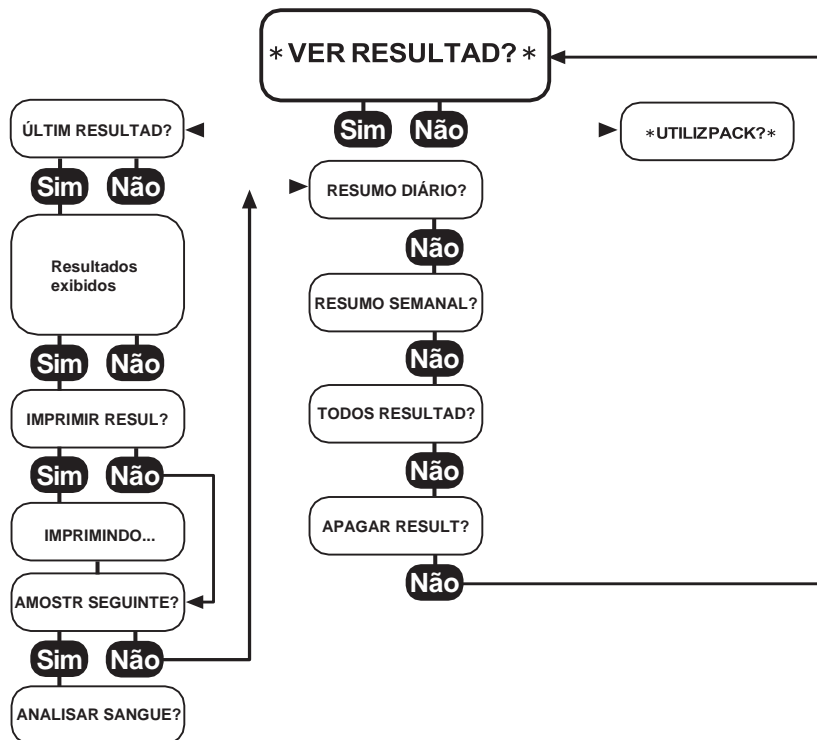 *VER RESULTAD?*
Sim Não
*UTILIZPACK?*
ÚLTIM RESULTAD?
Sim Não
Resultados
exibidos
Sim Não
IMPRIMIR RESUL?
Sim Não
IMPRIMINDO...
AMOSTR SEGUINTE?
Sim Não
ANALISAR SANGUE?
RESUMO DIÁRIO?
Não
RESUMO SEMANAL?
Não
TODOS RESULTAD?
Não
APAGAR RESULT?
Não